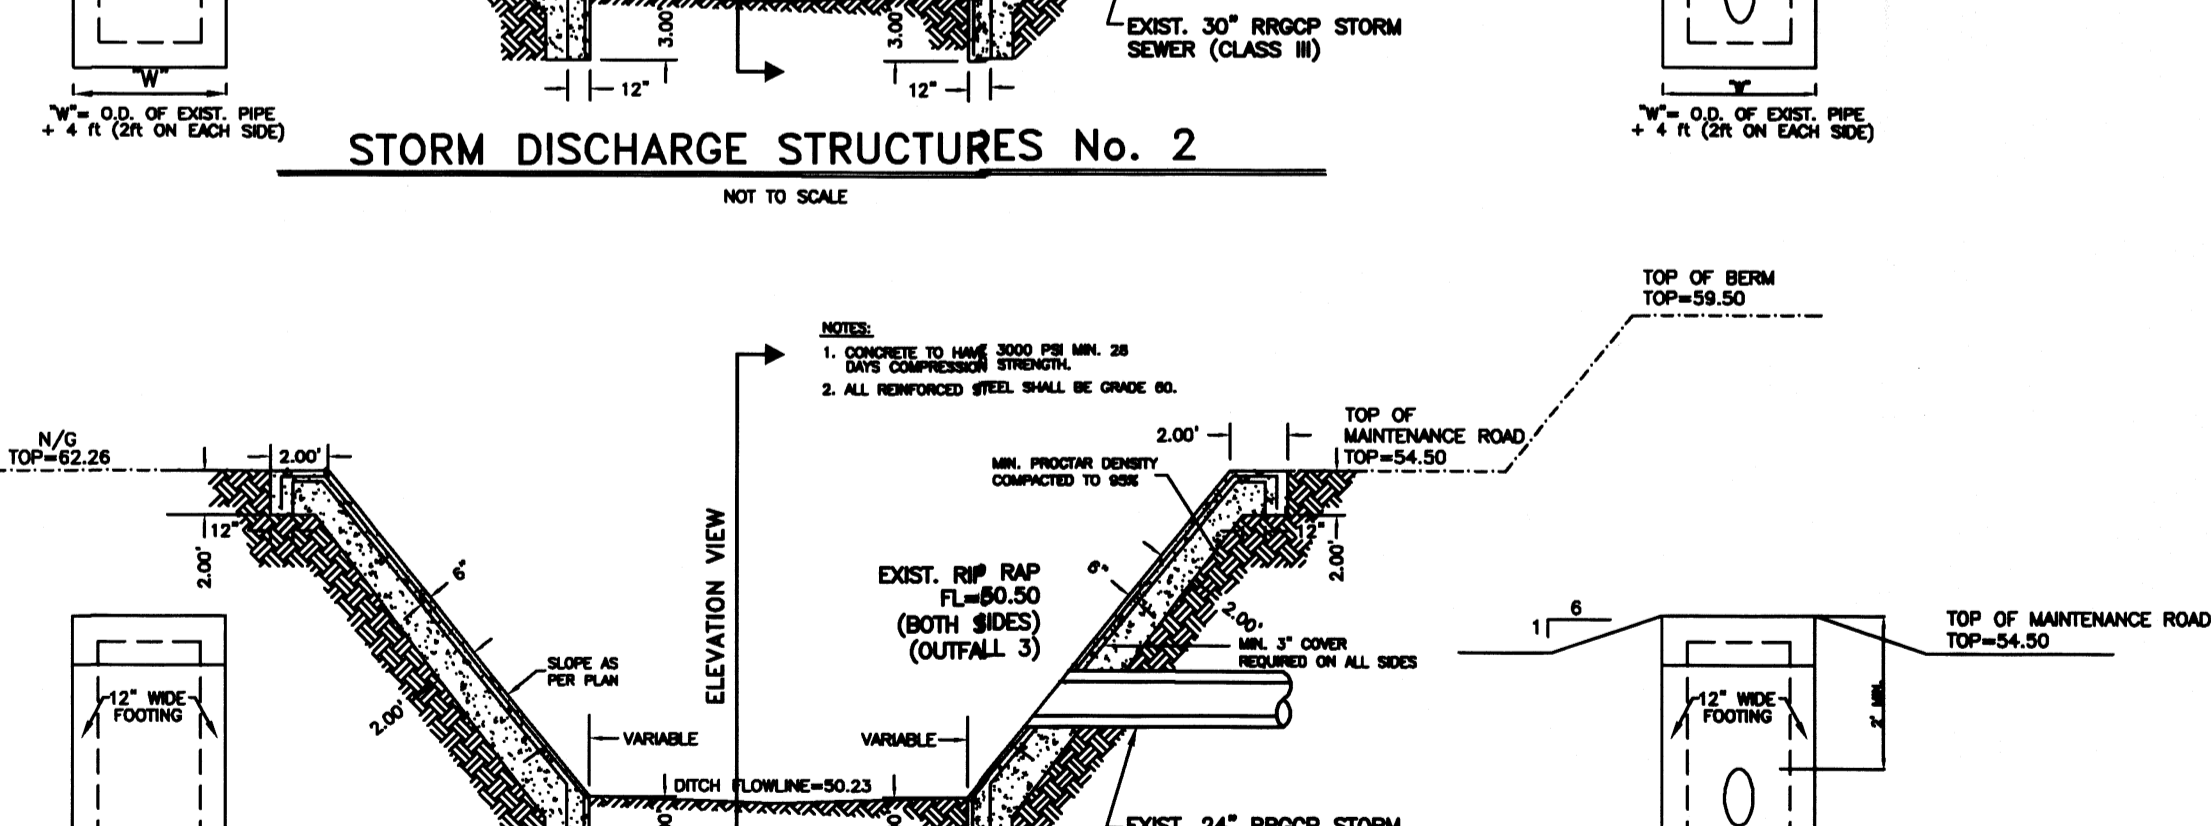 3.00'
3.00'
EXIST. 30" RRGCP STORM
SEWER (CLASS III)
"W"
12"
12"
"W"
"W"= O.D. OF EXIST. PIPE
+ 4 ft (2ft ON EACH SIDE)
"W"= O.D. OF EXIST. PIPE
+ 4 ft (2ft ON EACH SIDE)
STORM DISCHARGE STRUCTURES No. 2
NOT TO SCALE
TOP OF BERM
TOP=59.50
NOTES:
1. CONCRETE TO HAVE 3000 PSI MIN. 28
DAYS COMPRESSION STRENGTH.
2. ALL REINFORCED STEEL SHALL BE GRADE 60.
N/G
TOP=62.26
2.00'
2.00'
TOP OF
MAINTENANCE ROAD
TOP=54.50
MIN. PROCTAR DENSITY
COMPACTED TO 95%
12"
2.00'
12"
2.00'
6"
6"
ELEVATION VIEW
EXIST. RIP RAP
FL=50.50
(BOTH SIDES)
(OUTFALL 3)
2.00'
MIN. 3" COVER
REQUIRED ON ALL SIDES
6
1
TOP OF MAINTENANCE ROAD
TOP=54.50
SLOPE AS
PER PLAN
2.00'
12" WIDE
FOOTING
12" WIDE
FOOTING
2' MIN.
VARIABLE
VARIABLE
DITCH FLOWLINE=50.23
EXIST. 24" RRGCP STORM